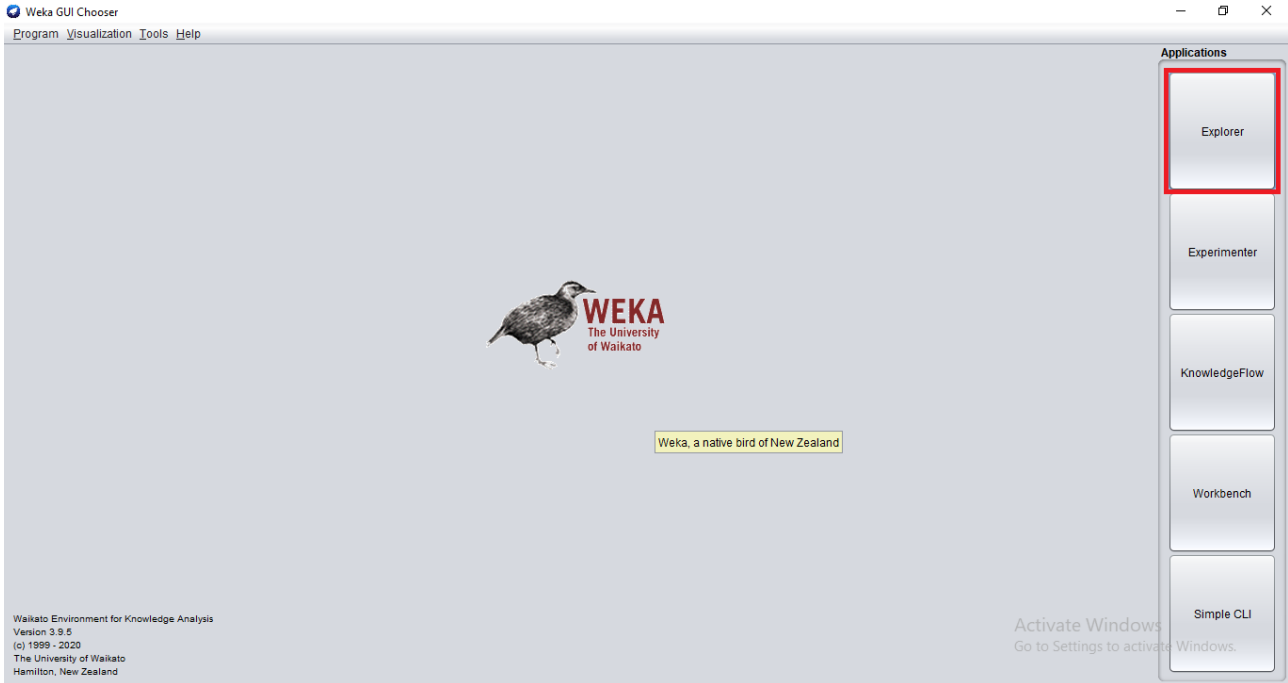 Weka GUI Chooser
Program Visualization Tools Help
Applications
Explorer
Experimenter
WEKA
The University
of Waikato
KnowledgeFlow
Weka, a native bird of New Zealand
Workbench
Simple CLI
Waikato Environment for Knowledge Analysis
Version 3.9.5
(c) 1999 - 2020
The University of Waikato
Hamilton, New Zealand
Activate Windows
Go to Settings to activate Windows.